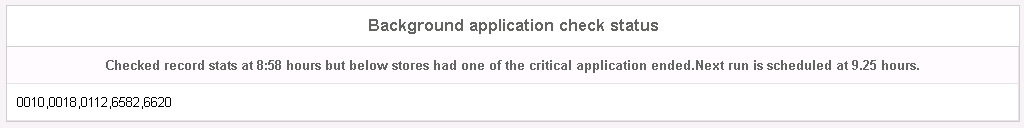 Background application check status
Checked record stats at 8:58 hours but below stores had one of the critical application ended.Next run is scheduled at 9.25 hours.
0010,0018,0112,6582,6620